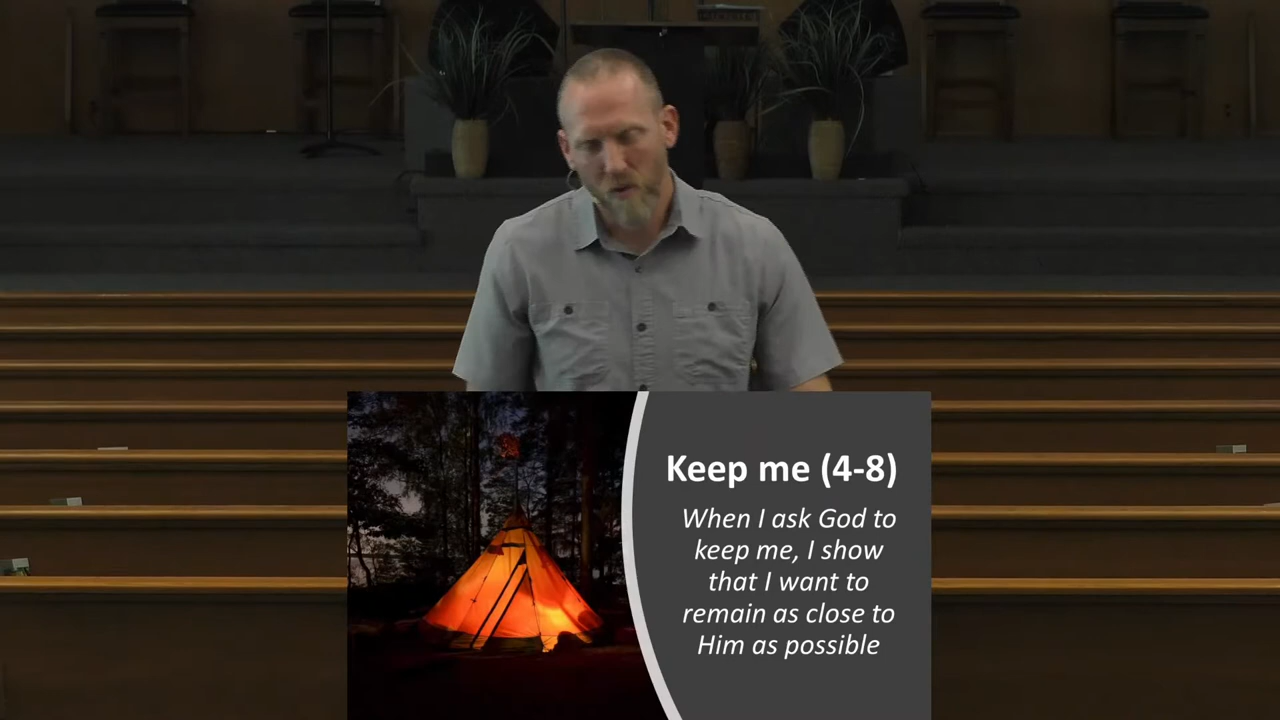 Keep me (4-8)
When I ask God to
keep me, I show
that I want to
remain as close to
Him as possible